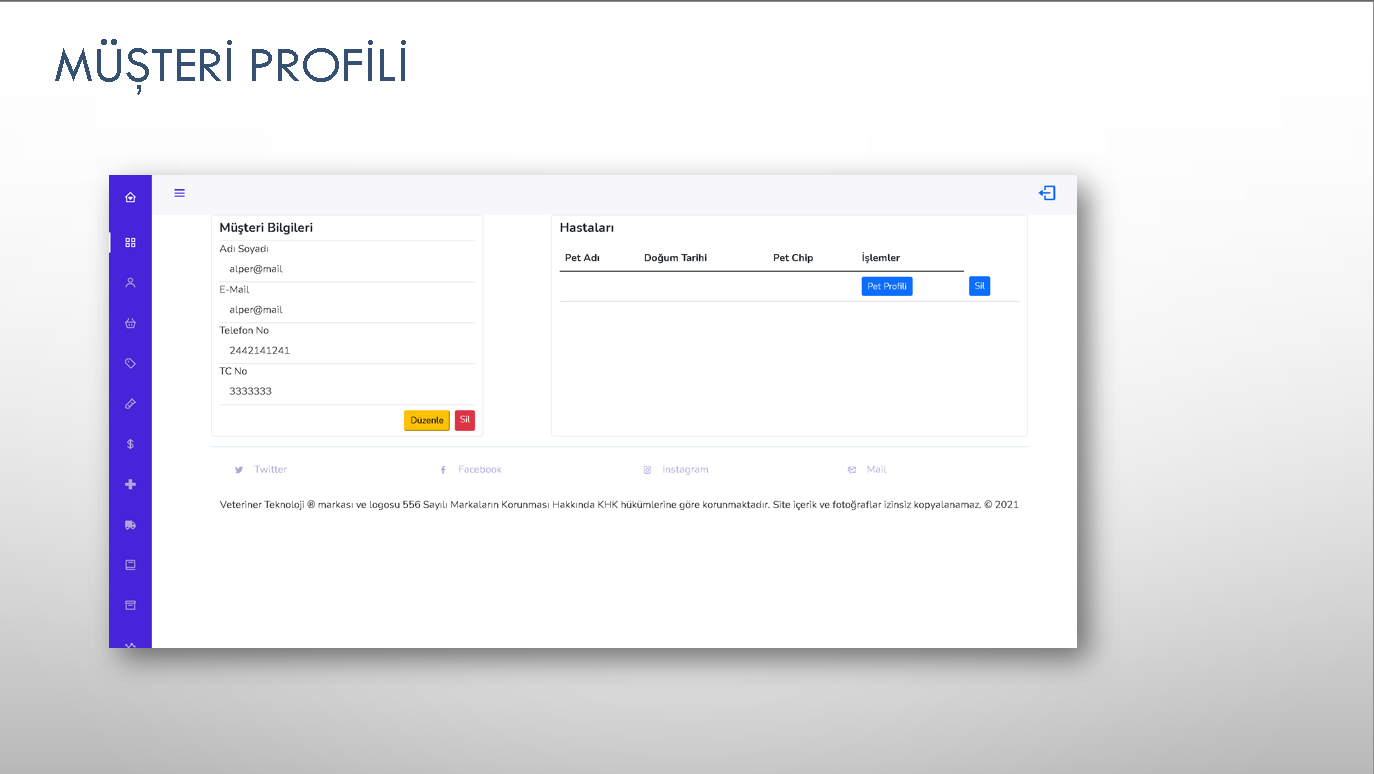 MÜŞTERİ PROFİLİ
Müşteri Bilgileri
Adı Soyadı
alper@mail
E-Mail
alper@mail
Telefon No
2442141241
TC No
3333333
Düzenle Sil
Hastaları
Pet Adı Doğum Tarihi Pet Chip İşlemler
Pet Profili Sil
Twitter Facebook Instagram Mail
Veteriner Teknoloji ® markası ve logosu 556 Sayılı Markaların Korunması Hakkında KHK hükümlerine göre korunmaktadır. Site içerik ve fotoğraflar izinsiz kopyalanamaz. © 2021